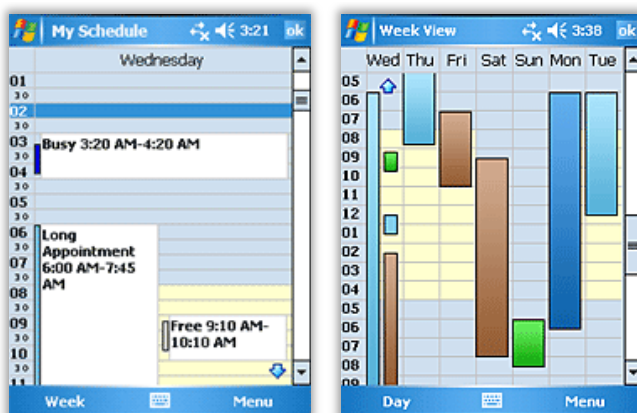 My Schedule 3:21 ok
Wednesday
01
30
02
30
03
30
04
30
05
30
06
30
07
30
08
30
09
30
10
30
11
Busy 3:20 AM-4:20 AM
Long
Appointment
6:00 AM-7:45
AM
Free 9:10 AM-
10:10 AM
Week Menu
Week View 3:38 ok
Wed Thu Fri Sat Sun Mon Tue
05
06
07
08
09
10
11
12
01
02
03
04
05
06
07
08
09
Day Menu